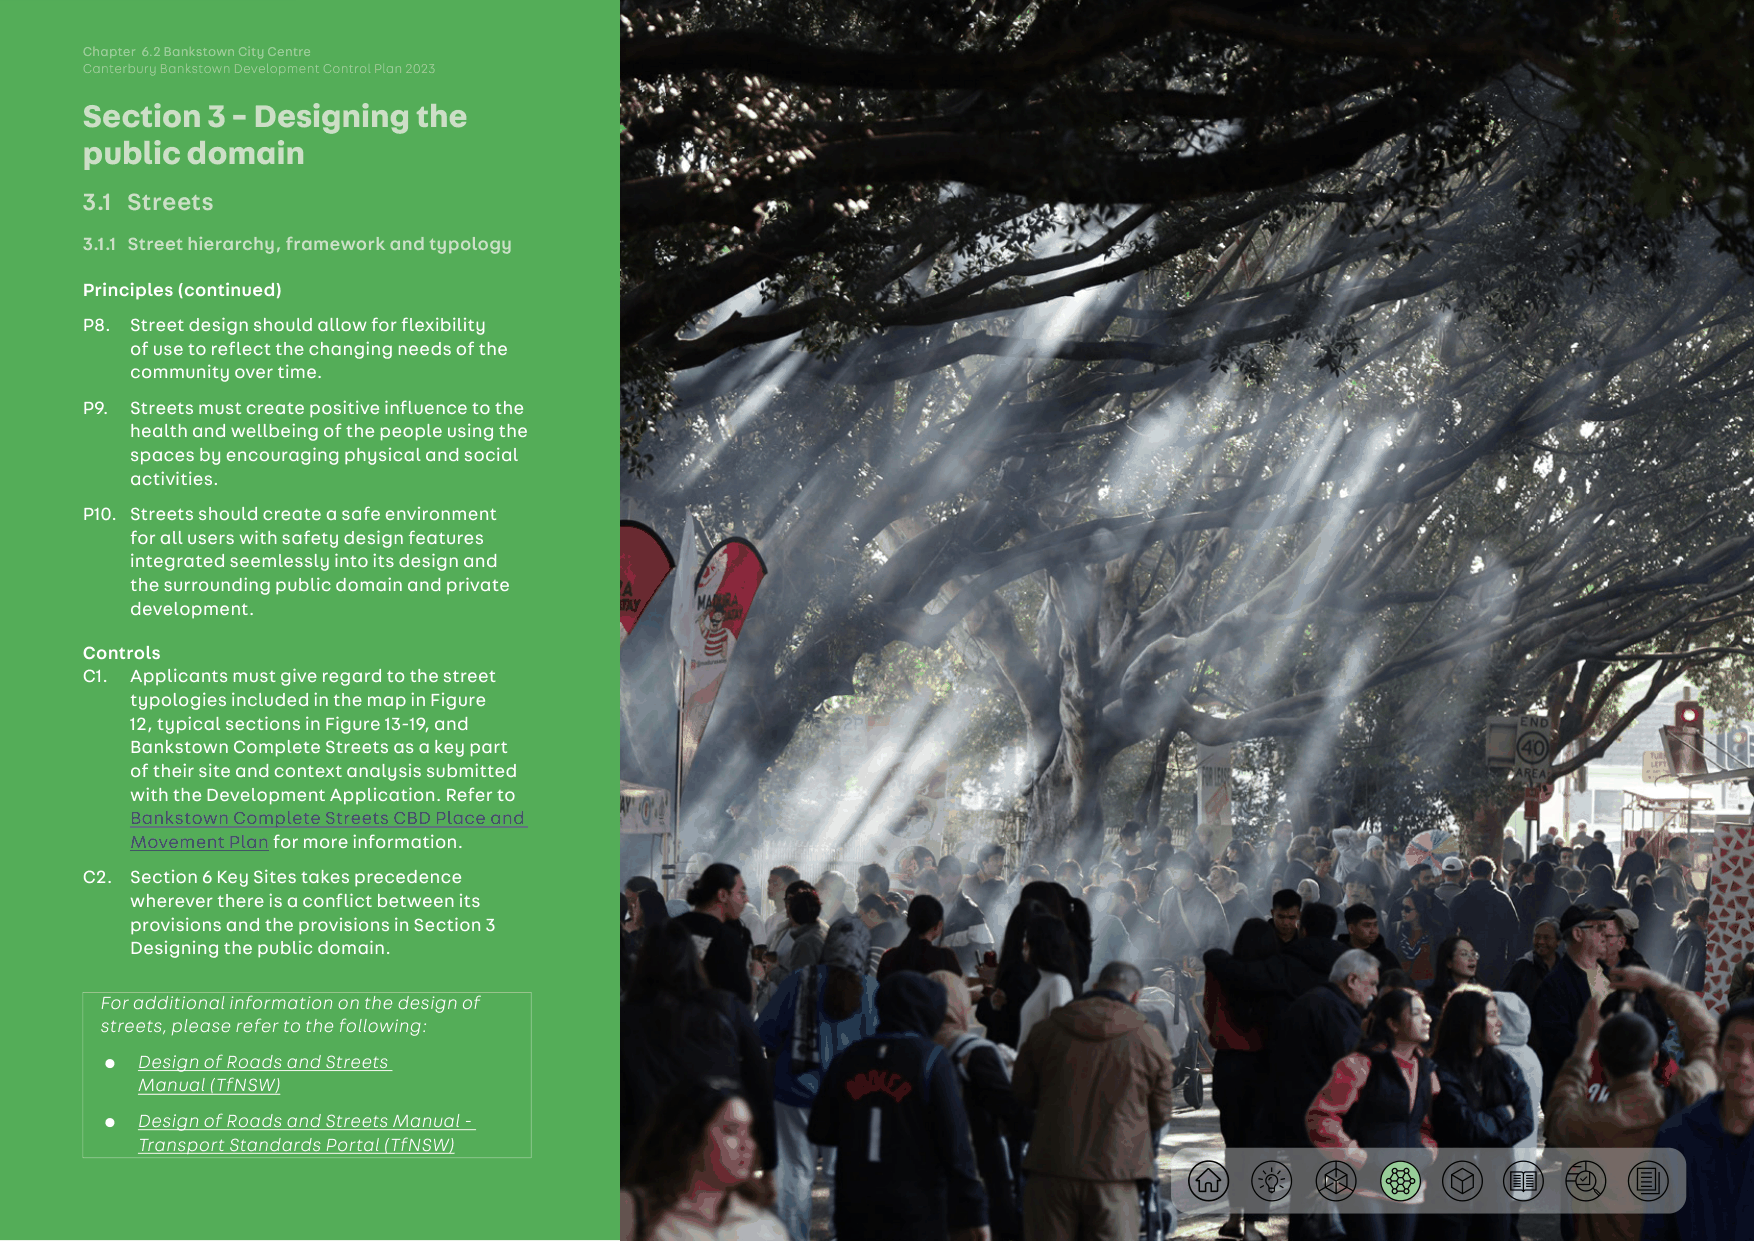 Chapter 6.2 Bankstown City Centre
Canterbury Bankstown Development Control Plan 2023
Section 3 – Designing the
public domain
3.1 Streets
3.1.1 Street hierarchy, framework and typology
Principles (continued)
P8. Street design should allow for flexibility
of use to reflect the changing needs of the
community over time.
P9. Streets must create positive influence to the
health and wellbeing of the people using the
spaces by encouraging physical and social
activities.
P10. Streets should create a safe environment
for all users with safety design features
integrated seemlessly into its design and
the surrounding public domain and private
development.
Controls
C1. Applicants must give regard to the street
typologies included in the map in Figure
12, typical sections in Figure 13-19, and
Bankstown Complete Streets as a key part
of their site and context analysis submitted
with the Development Application. Refer to
Bankstown Complete Streets CBD Place and
Movement Plan for more information.
C2. Section 6 Key Sites takes precedence
wherever there is a conflict between its
provisions and the provisions in Section 3
Designing the public domain.
For additional information on the design of
streets, please refer to the following:
● Design of Roads and Streets
Manual (TfNSW)
● Design of Roads and Streets Manual -
Transport Standards Portal (TfNSW)
2P
FOR LEASE
END
40
AREA
TURN
LEFT
1